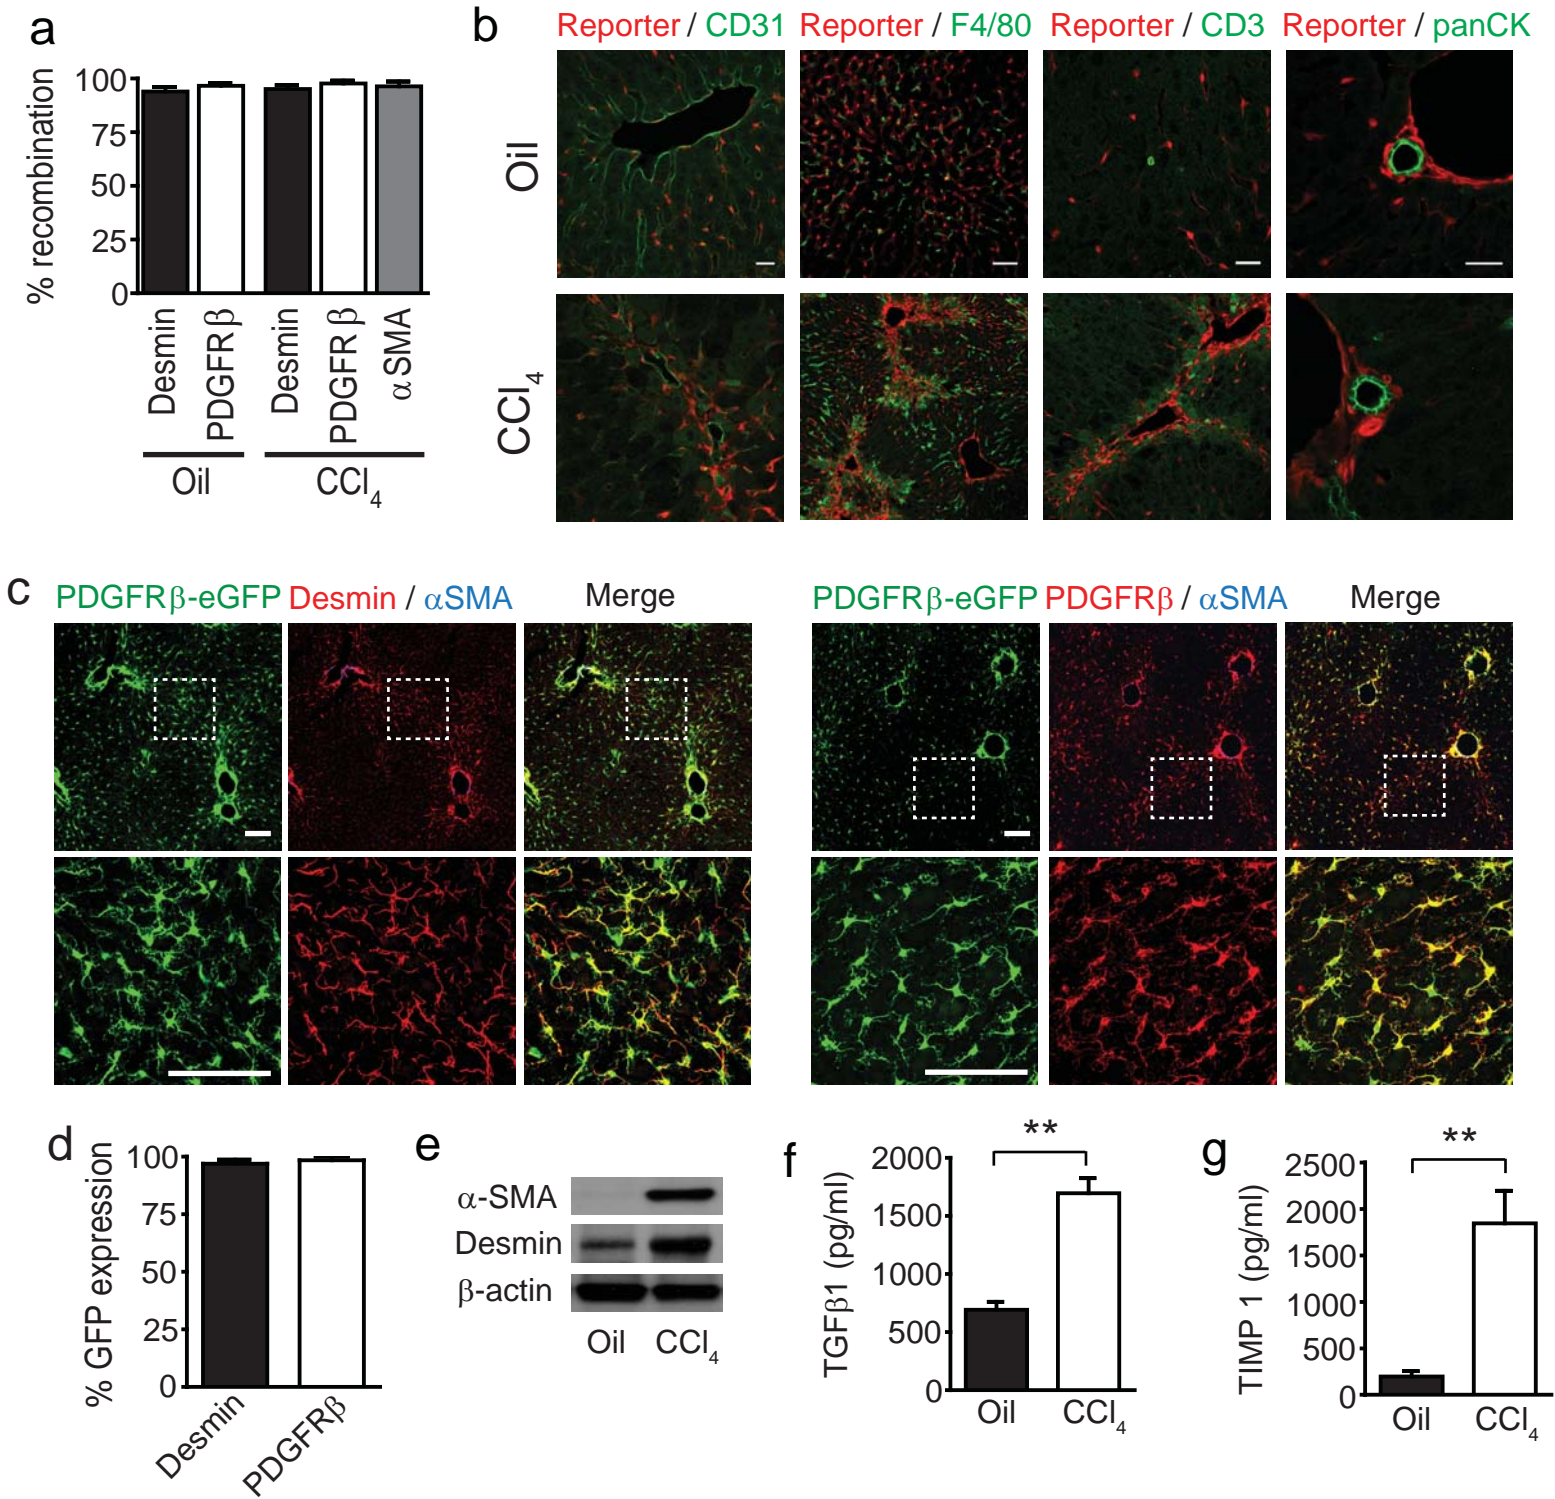 a
% recombination
100
75
50
25
0
Desmin
PDGFRβ
Desmin
PDGFRβ
αSMA
Oil
CCl4
b
Reporter / CD31
Reporter / F4/80
Reporter / CD3
Reporter / panCK
Oil
CCl4
c
PDGFRβ-eGFP
Desmin / αSMA
Merge
PDGFRβ-eGFP
PDGFRβ / αSMA
Merge
d
% GFP expression
100
75
50
25
0
Desmin
PDGFRβ
e
α-SMA
Desmin
β-actin
Oil
CCl4
f
TGFβ1 (pg/ml)
2000
1500
1000
500
0
**
Oil
CCl4
g
TIMP 1 (pg/ml)
2500
2000
1500
1000
500
0
**
Oil
CCl4